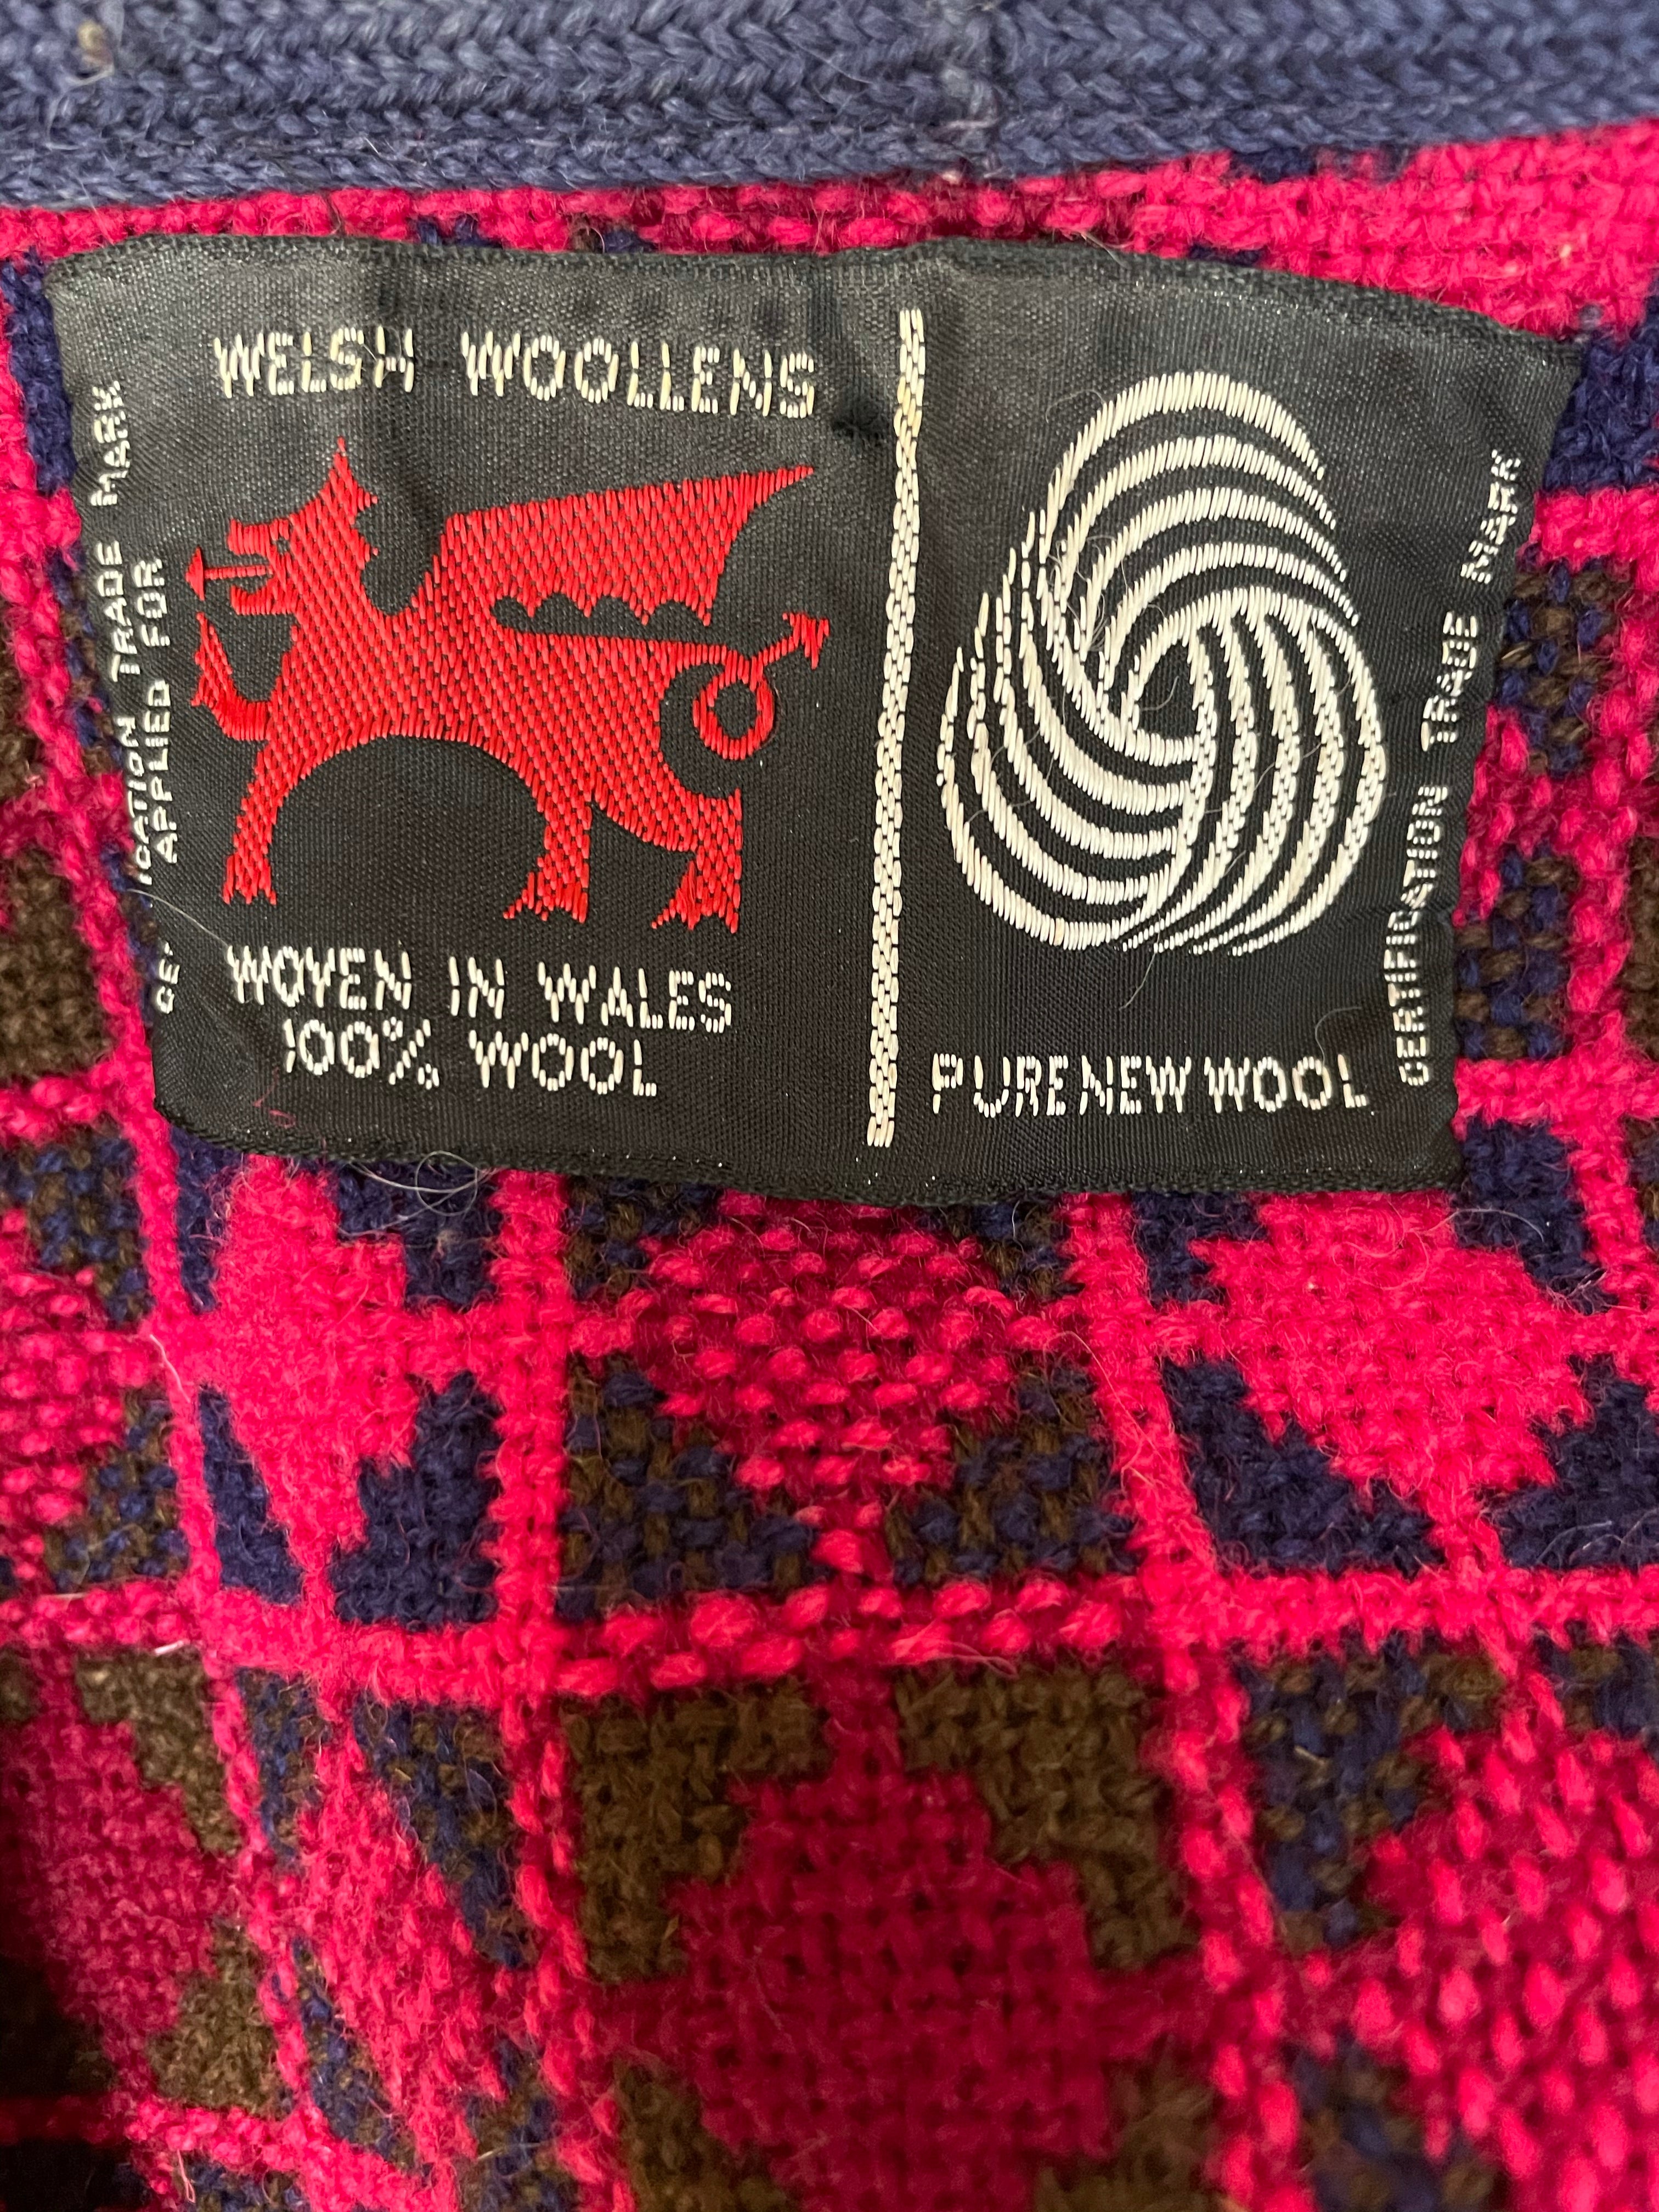 WELSH WOOLLENS
CERTIFICATION TRADE MARK
APPLIED FOR
WOVEN IN WALES
100% WOOL
PURE NEW WOOL
CERTIFICATION TRADE MARK